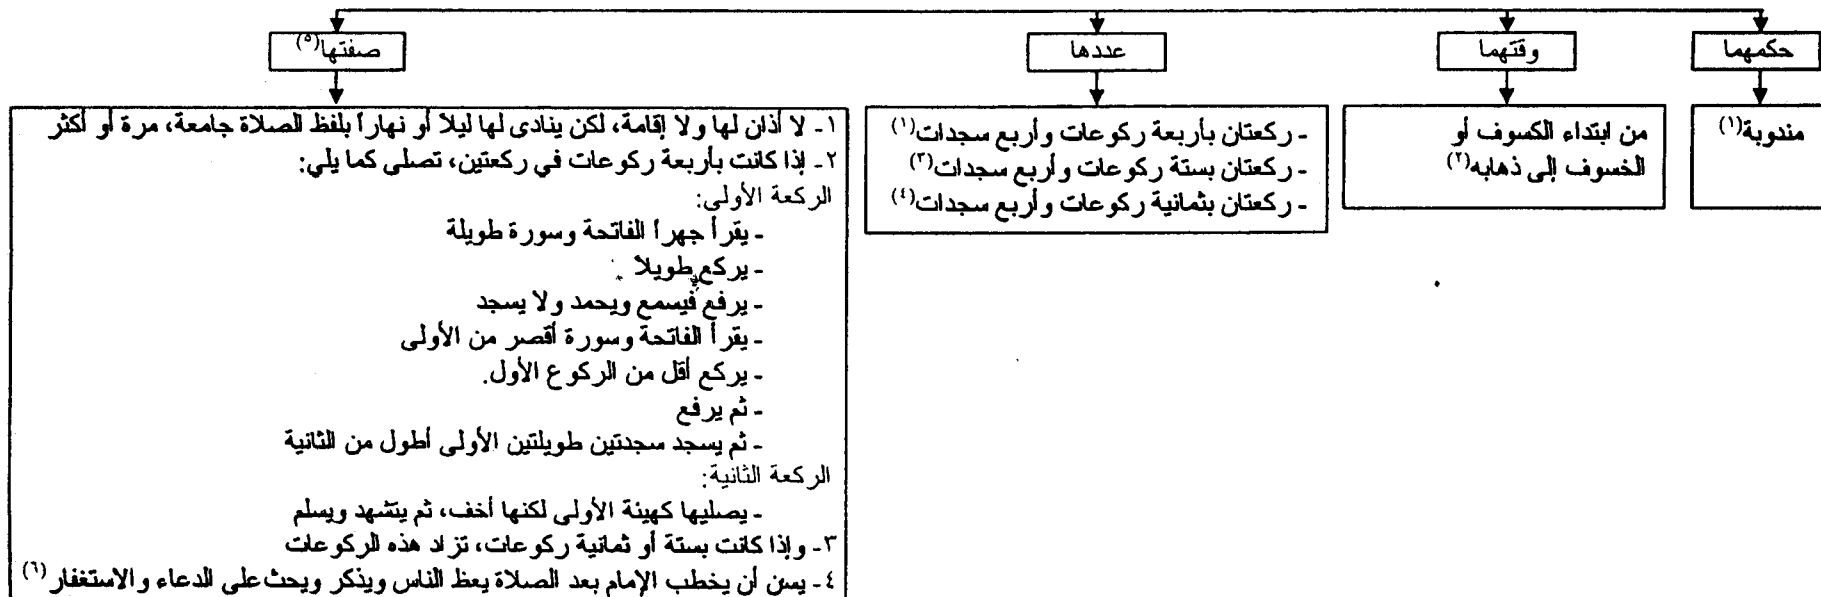 حكمهما
مندوبة(١)
وقتهما
من ابتداء الكسوف أو
الخسوف إلى ذهابه(٢)
عددها
- ركعتان بأربعة ركوعات وأربع سجدات(١)
- ركعتان بستة ركوعات وأربع سجدات(٣)
- ركعتان بثمانية ركوعات وأربع سجدات(٤)
صفتها(٥)
١- لا أذان لها ولا إقامة، لكن ينادى لها ليلاً أو نهاراً بلفظ الصلاة جامعة، مرة أو أكثر
٢- إذا كانت بأربعة ركوعات في ركعتين، تصلى كما يلي:
الركعة الأولى:
- يقرأ جهراً الفاتحة وسورة طويلة
- يركع طويلاً
- يرفع فيسمع ويحمد ولا يسجد
- يقرأ الفاتحة وسورة أقصر من الأولى
- يركع أقل من الركوع الأول.
- ثم يرفع
- ثم يسجد سجدتين طويلتين الأولى أطول من الثانية
الركعة الثانية:
- يصليها كهيئة الأولى لكنها أخف، ثم يتشهد ويسلم
٣- وإذا كانت بستة أو ثمانية ركوعات، تزاد هذه الركوعات
٤- يسن أن يخطب الإمام بعد الصلاة يعظ الناس ويذكر ويحث على الدعاء والاستغفار(٦)